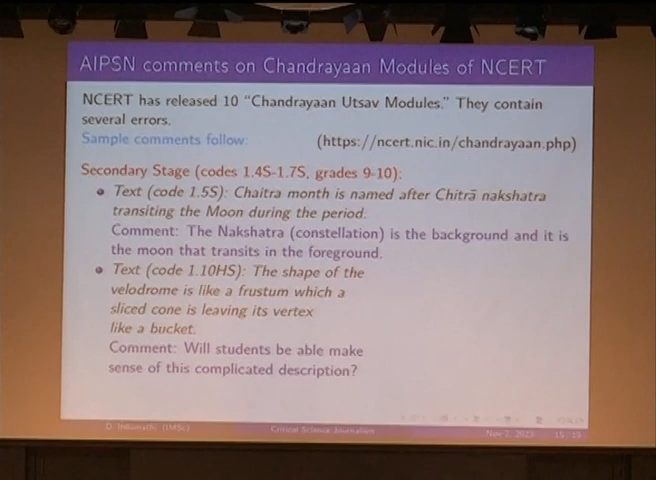 AIPSN comments on Chandrayaan Modules of NCERT
NCERT has released 10 "Chandrayaan Utsav Modules." They contain
several errors.
Sample comments follow: (https://ncert.nic.in/chandrayaan.php)
Secondary Stage (codes 1.4S-1.7S, grades 9-10):
Text (code 1.5S): Chaitra month is named after Chitrā nakshatra
transiting the Moon during the period.
Comment: The Nakshatra (constellation) is the background and it is
the moon that transits in the foreground.
Text (code 1.10HS): The shape of the
velodrome is like a frustum which a
sliced cone is leaving its vertex
like a bucket.
Comment: Will students be able make
sense of this complicated description?
D. Indumathi (IMSc) Critical Science Journalism Nov 2, 2023 15 / 19